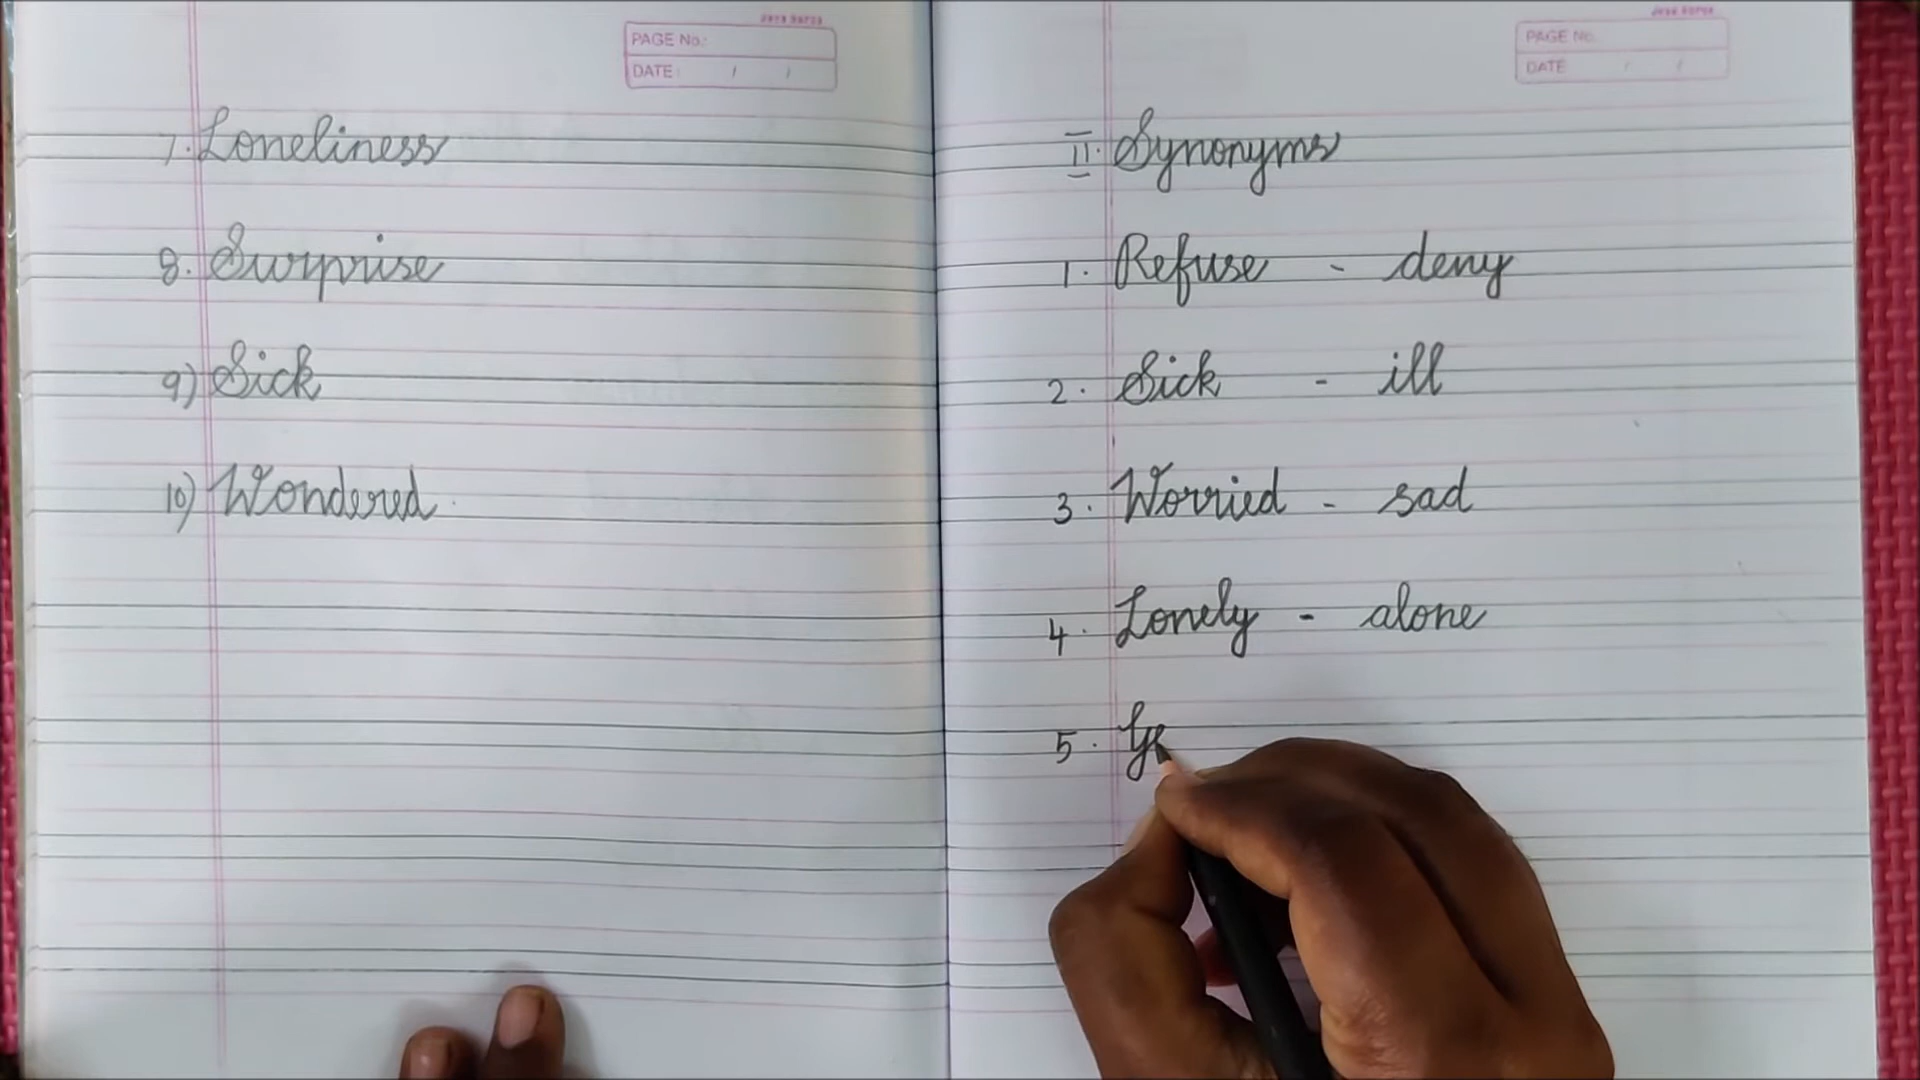 PAGE No.:
DATE: / /
7. Loneliness
8. Surprise
9) Sick
10) Wondered.
PAGE No.
DATE / /
II. Synonyms
1. Refuse - deny
2. Sick - ill
3. Worried - sad
4. Lonely - alone
5. Ge